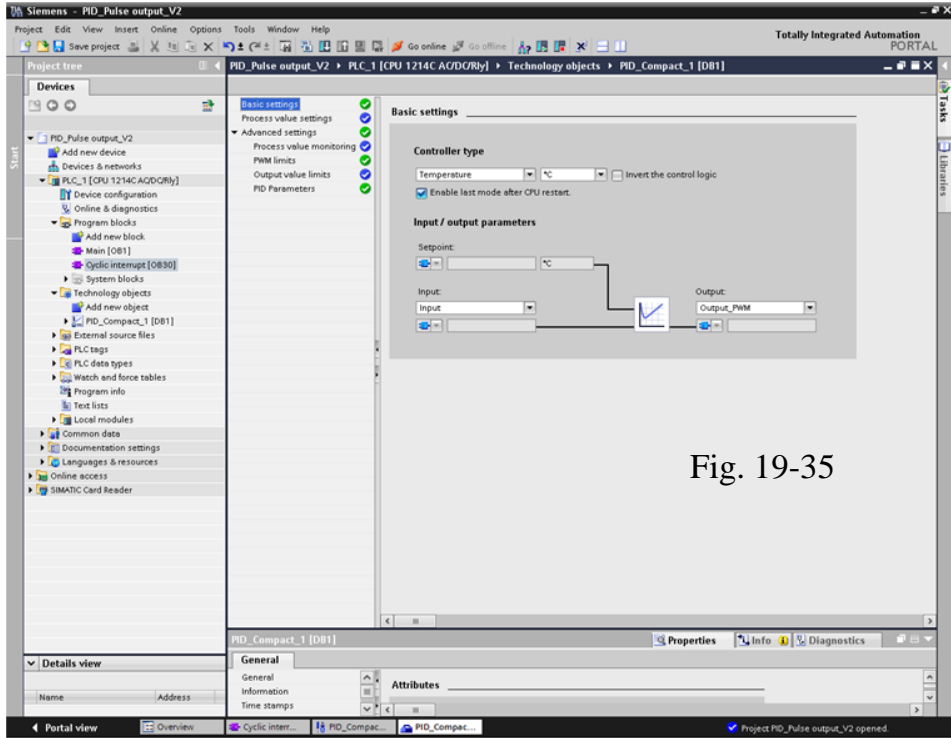 Siemens - PID_Pulse output_V2
Project Edit View Insert Online Options Tools Window Help
Totally Integrated Automation
PORTAL
Save project
Go online
Go offline
Project tree
PID_Pulse output_V2 ▸ PLC_1 [CPU 1214C AC/DC/Rly] ▸ Technology objects ▸ PID_Compact_1 [DB1]
Devices
Start
Tasks
Libraries
PID_Pulse output_V2
Add new device
Devices & networks
PLC_1 [CPU 1214C AC/DC/Rly]
Device configuration
Online & diagnostics
Program blocks
Add new block
Main [OB1]
Cyclic interrupt [OB30]
System blocks
Technology objects
Add new object
PID_Compact_1 [DB1]
External source files
PLC tags
PLC data types
Watch and force tables
Program info
Text lists
Local modules
Common data
Documentation settings
Languages & resources
Online access
SIMATIC Card Reader
Basic settings
Process value settings
Advanced settings
Process value monitoring
PWM limits
Output value limits
PID Parameters
Basic settings
Controller type
Temperature °C Invert the control logic
Enable last mode after CPU restart.
Input / output parameters
Setpoint:
°C
Input: Output:
Input Output_PWM
Fig. 19-35
PID_Compact_1 [DB1]
Properties Info Diagnostics
General
General
Information
Time stamps
Attributes
Details view
Name Address
Portal view Overview Cyclic interr... PID_Compac... PID_Compac... Project PID_Pulse output_V2 opened.